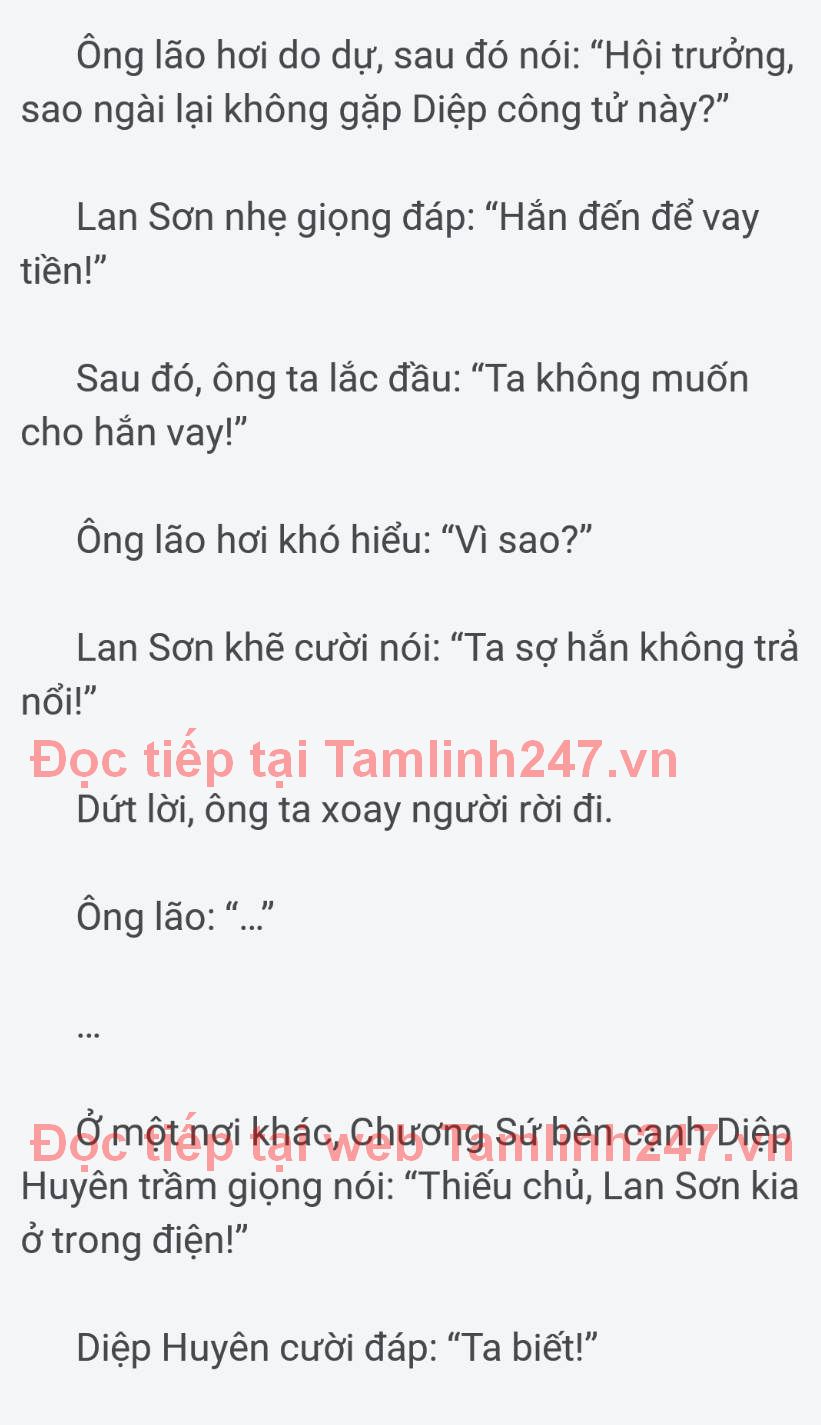 Ông lão hơi do dự, sau đó nói: “Hội trưởng,
sao ngài lại không gặp Diệp công tử này?”
Lan Sơn nhẹ giọng đáp: “Hắn đến để vay
tiền!”
Sau đó, ông ta lắc đầu: “Ta không muốn
cho hắn vay!”
Ông lão hơi khó hiểu: “Vì sao?”
Lan Sơn khẽ cười nói: “Ta sợ hắn không trả
nổi!”
Đọc tiếp tại Tamlinh247.vn
Dứt lời, ông ta xoay người rời đi.
Ông lão: “...”
...
Ở một nơi khác, Chương Sứ bên cạnh Diệp
Đọc tiếp tại web Tamlinh247.vn
Huyên trầm giọng nói: “Thiếu chủ, Lan Sơn kia
ở trong điện!”
Diệp Huyên cười đáp: “Ta biết!”